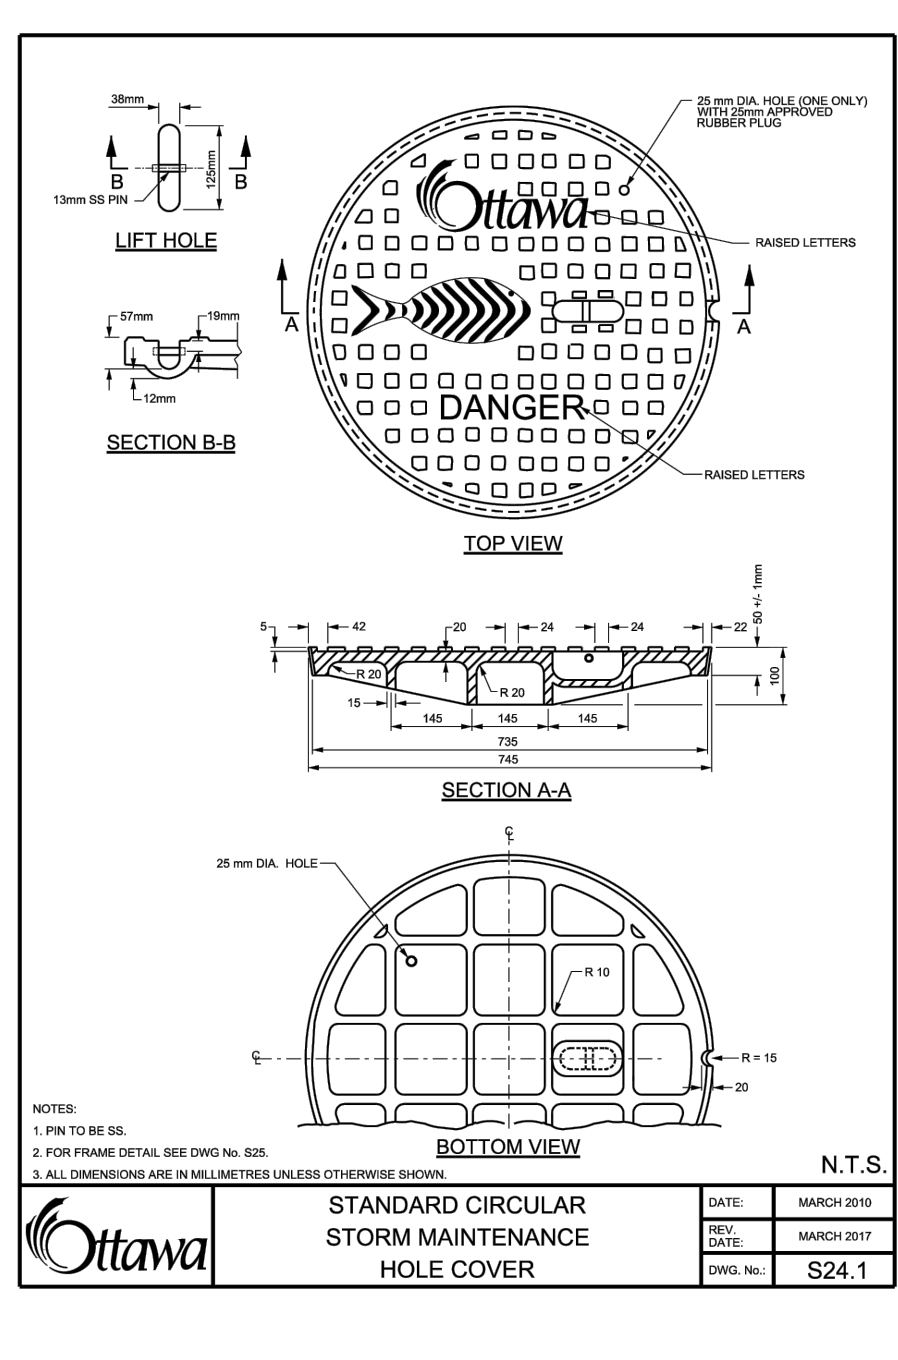 38mm
25 mm DIA. HOLE (ONE ONLY)
WITH 25mm APPROVED
RUBBER PLUG
125mm
B
B
13mm SS PIN
LIFT HOLE
Ottawa
RAISED LETTERS
A
A
57mm
19mm
12mm
SECTION B-B
DANGER
RAISED LETTERS
TOP VIEW
50 +/- 1mm
5
42
20
24
24
22
R 20
R 20
100
15
145
145
145
735
745
SECTION A-A
℄
25 mm DIA. HOLE
R 10
℄
R = 15
20
BOTTOM VIEW
NOTES:
1. PIN TO BE SS.
2. FOR FRAME DETAIL SEE DWG No. S25.
3. ALL DIMENSIONS ARE IN MILLIMETRES UNLESS OTHERWISE SHOWN.
N.T.S.
Ottawa
STANDARD CIRCULAR
STORM MAINTENANCE
HOLE COVER
DATE:
MARCH 2010
REV.
DATE:
MARCH 2017
DWG. No.:
S24.1